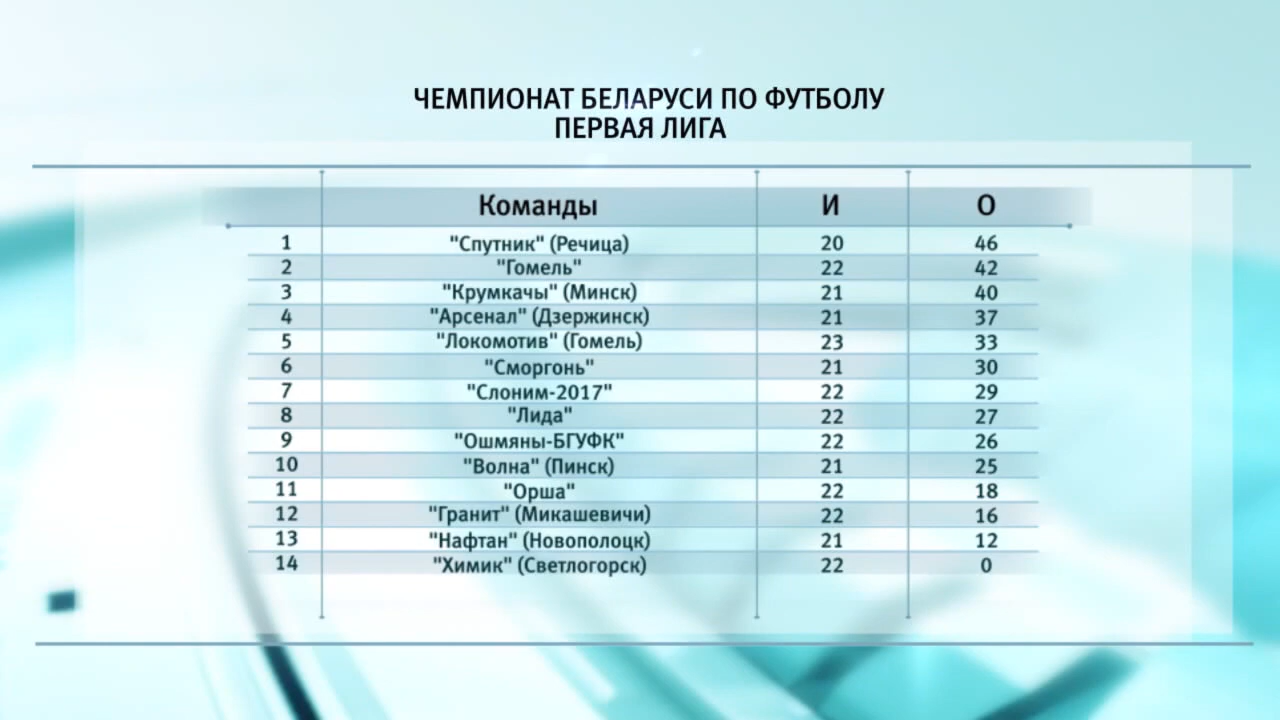 ЧЕМПИОНАТ БЕЛАРУСИ ПО ФУТБОЛУ
ПЕРВАЯ ЛИГА
Команды И О
1 "Спутник" (Речица) 20 46
2 "Гомель" 22 42
3 "Крумкачы" (Минск) 21 40
4 "Арсенал" (Дзержинск) 21 37
5 "Локомотив" (Гомель) 23 33
6 "Сморгонь" 21 30
7 "Слоним-2017" 22 29
8 "Лида" 22 27
9 "Ошмяны-БГУФК" 22 26
10 "Волна" (Пинск) 21 25
11 "Орша" 22 18
12 "Гранит" (Микашевичи) 22 16
13 "Нафтан" (Новополоцк) 21 12
14 "Химик" (Светлогорск) 22 0